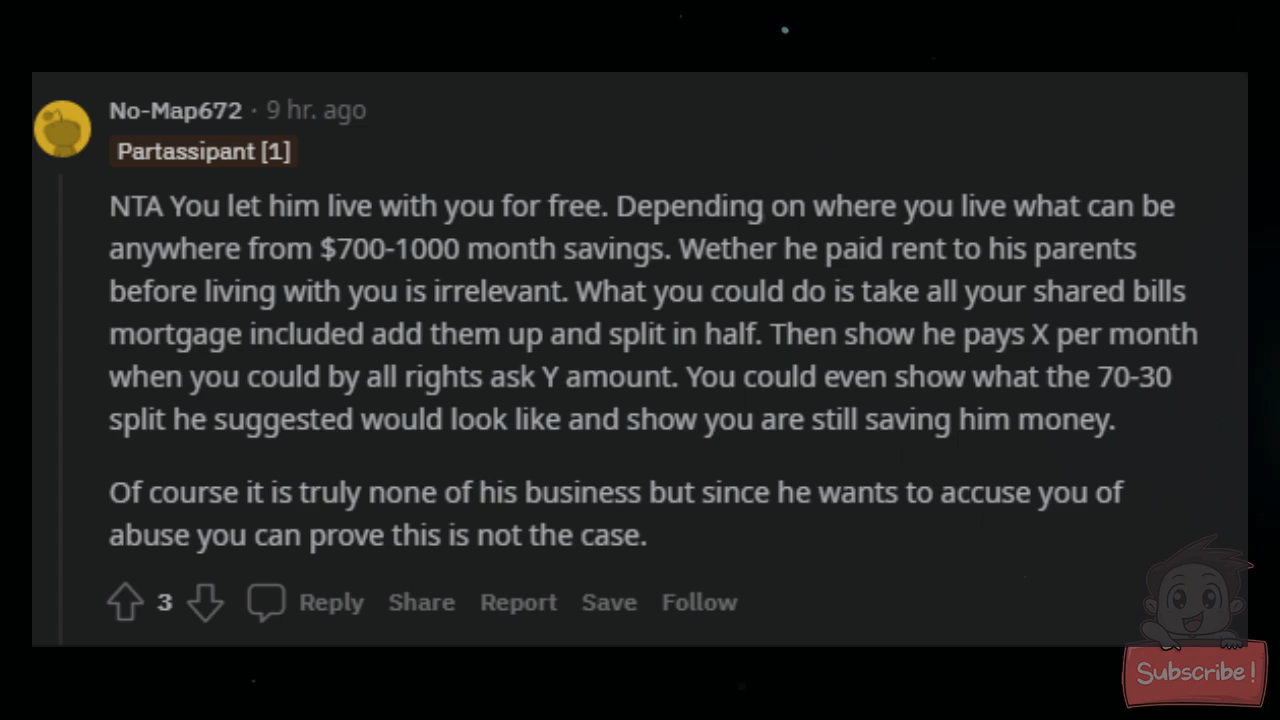 No-Map672 · 9 hr. ago
Partassipant [1]
NTA You let him live with you for free. Depending on where you live what can be
anywhere from $700-1000 month savings. Wether he paid rent to his parents
before living with you is irrelevant. What you could do is take all your shared bills
mortgage included add them up and split in half. Then show he pays X per month
when you could by all rights ask Y amount. You could even show what the 70-30
split he suggested would look like and show you are still saving him money.
Of course it is truly none of his business but since he wants to accuse you of
abuse you can prove this is not the case.
3 Reply Share Report Save Follow
Subscribe!